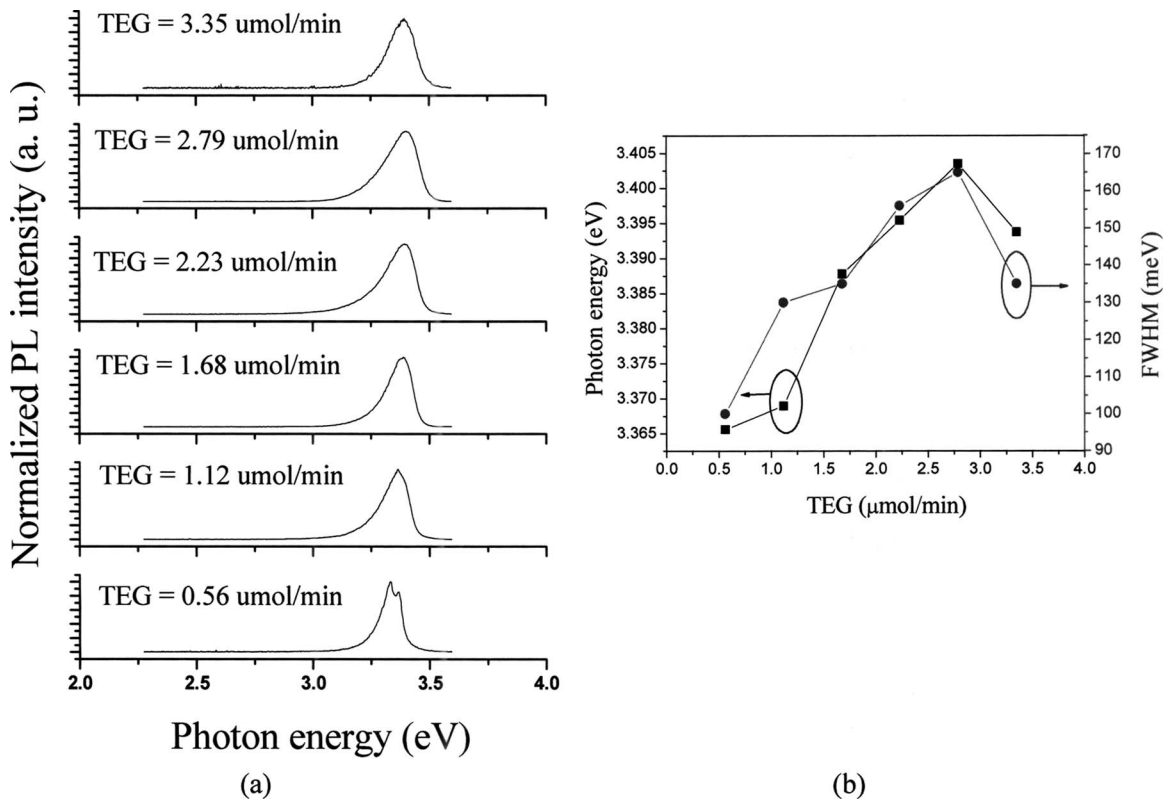 (a)
Normalized PL intensity (a. u.)
TEG = 3.35 umol/min
TEG = 2.79 umol/min
TEG = 2.23 umol/min
TEG = 1.68 umol/min
TEG = 1.12 umol/min
TEG = 0.56 umol/min
2.0 2.5 3.0 3.5 4.0
Photon energy (eV)
(a)
Photon energy (eV)
3.405
3.400
3.395
3.390
3.385
3.380
3.375
3.370
3.365
170
160
150
140
130
120
110
100
90
FWHM (meV)
0.0 0.5 1.0 1.5 2.0 2.5 3.0 3.5 4.0
TEG (μmol/min)
(b)